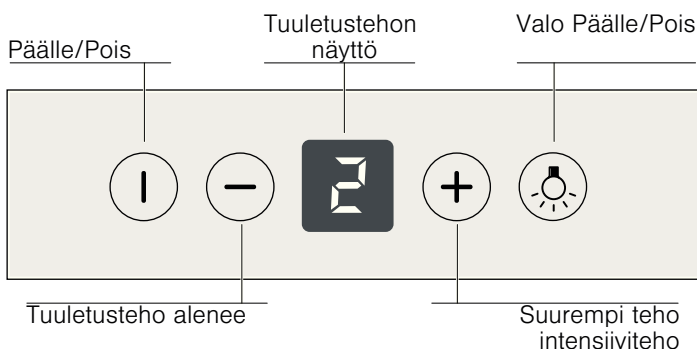 Päälle/Pois
Tuuletustehon
näyttö
Valo Päälle/Pois
2
Tuuletusteho alenee
Suurempi teho
intensiiviteho